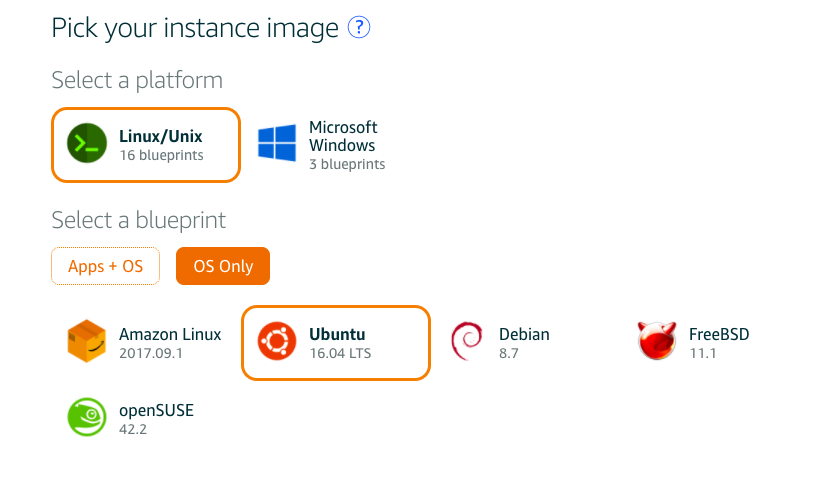 Pick your instance image ?
Select a platform
Linux/Unix
16 blueprints
Microsoft
Windows
3 blueprints
Select a blueprint
Apps + OS
OS Only
Amazon Linux
2017.09.1
Ubuntu
16.04 LTS
Debian
8.7
FreeBSD
11.1
openSUSE
42.2